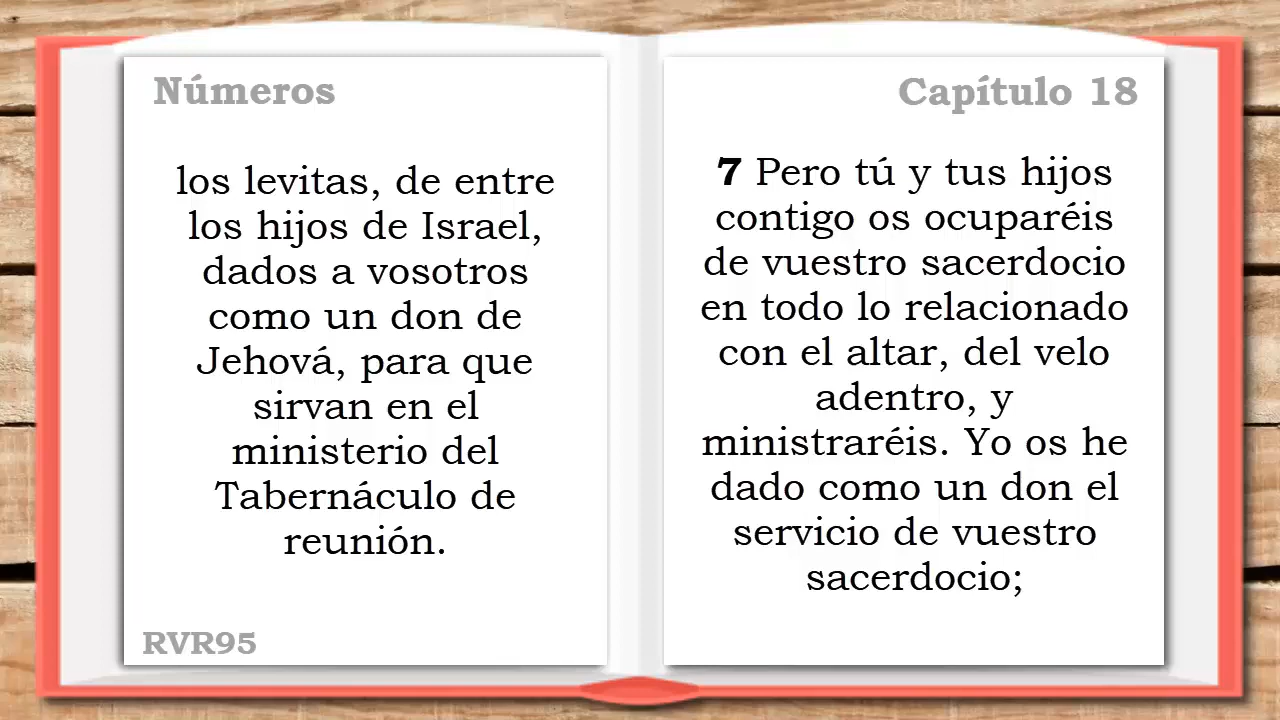 Números
los levitas, de entre
los hijos de Israel,
dados a vosotros
como un don de
Jehová, para que
sirvan en el
ministerio del
Tabernáculo de
reunión.
RVR95
Capítulo 18
7 Pero tú y tus hijos
contigo os ocuparéis
de vuestro sacerdocio
en todo lo relacionado
con el altar, del velo
adentro, y
ministraréis. Yo os he
dado como un don el
servicio de vuestro
sacerdocio;